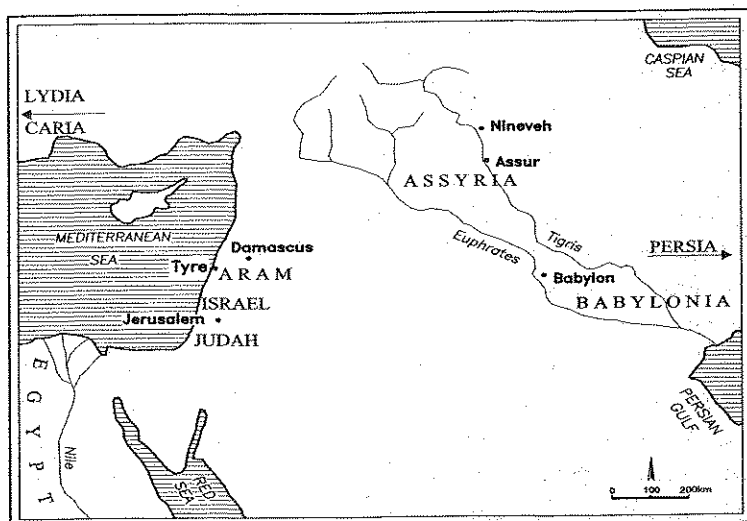 CASPIAN
SEA
LYDIA
CARIA
Nineveh
Assur
ASSYRIA
MEDITERRANEAN
SEA
Damascus
Tyre
ARAM
Euphrates
Tigris
PERSIA
Babylon
BABYLONIA
ISRAEL
Jerusalem
JUDAH
EGYPT
Nile
RED
SEA
PERSIAN
GULF
0 100 200km